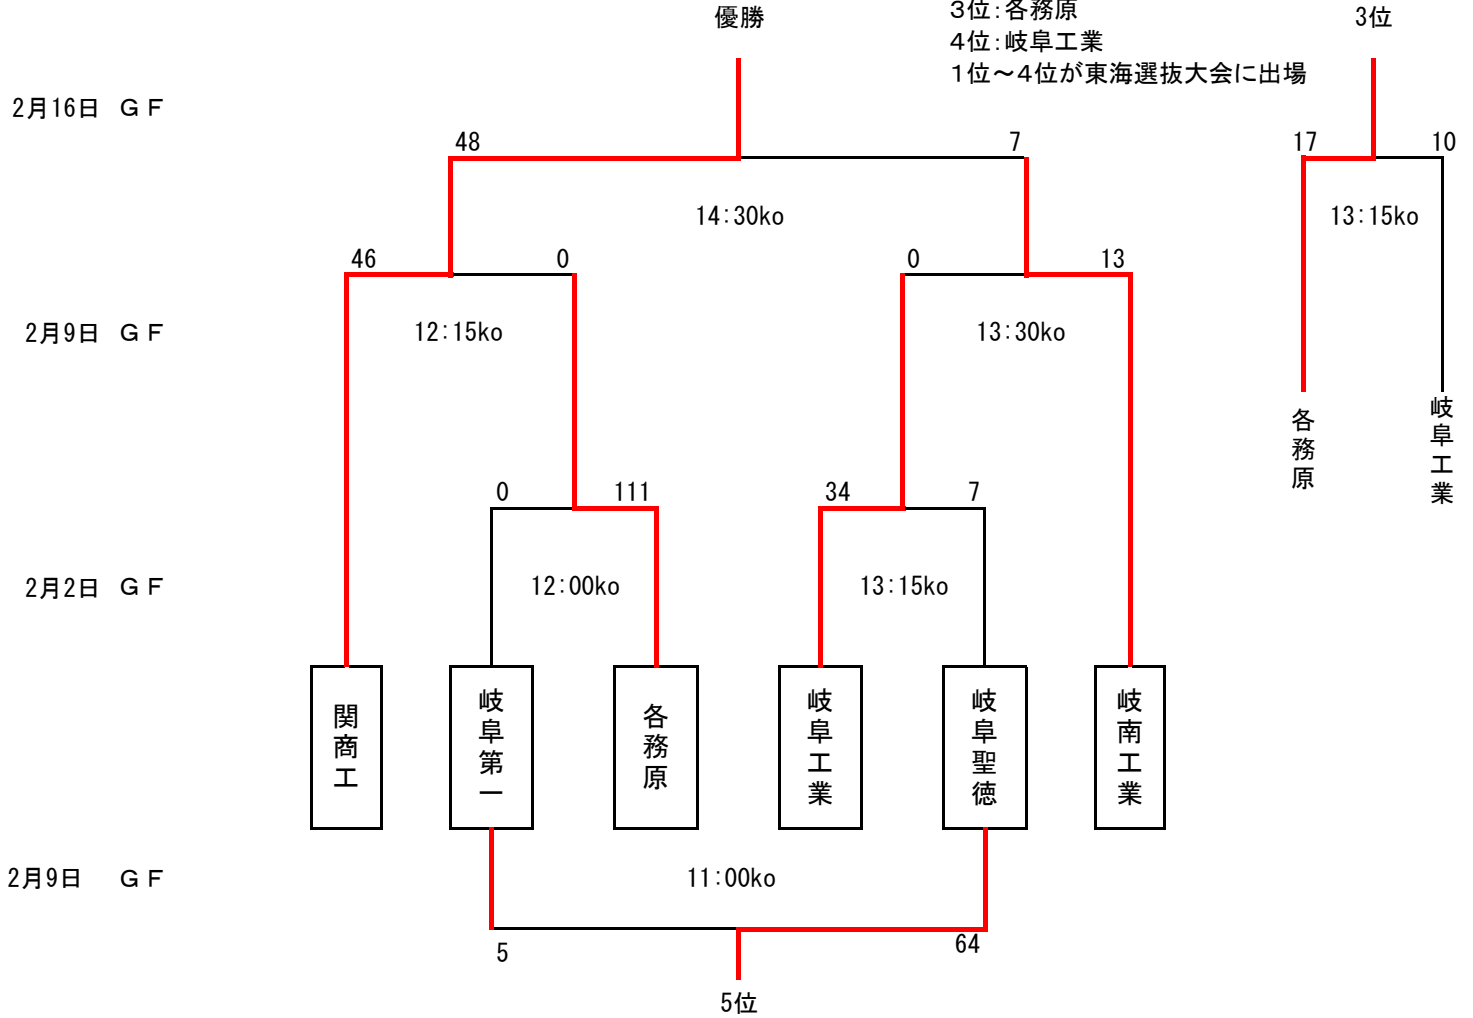 優勝
３位：各務原
3位
４位：岐阜工業
１位～４位が東海選抜大会に出場
2月16日 ＧＦ
48
7
17
10
14:30ko
13:15ko
46
0
0
13
2月9日 ＧＦ
12:15ko
13:30ko
各務原
岐阜工業
0
111
34
7
2月2日 ＧＦ
12:00ko
13:15ko
関商工
岐阜第一
各務原
岐阜工業
岐阜聖徳
岐南工業
2月9日 ＧＦ
11:00ko
5
64
5位